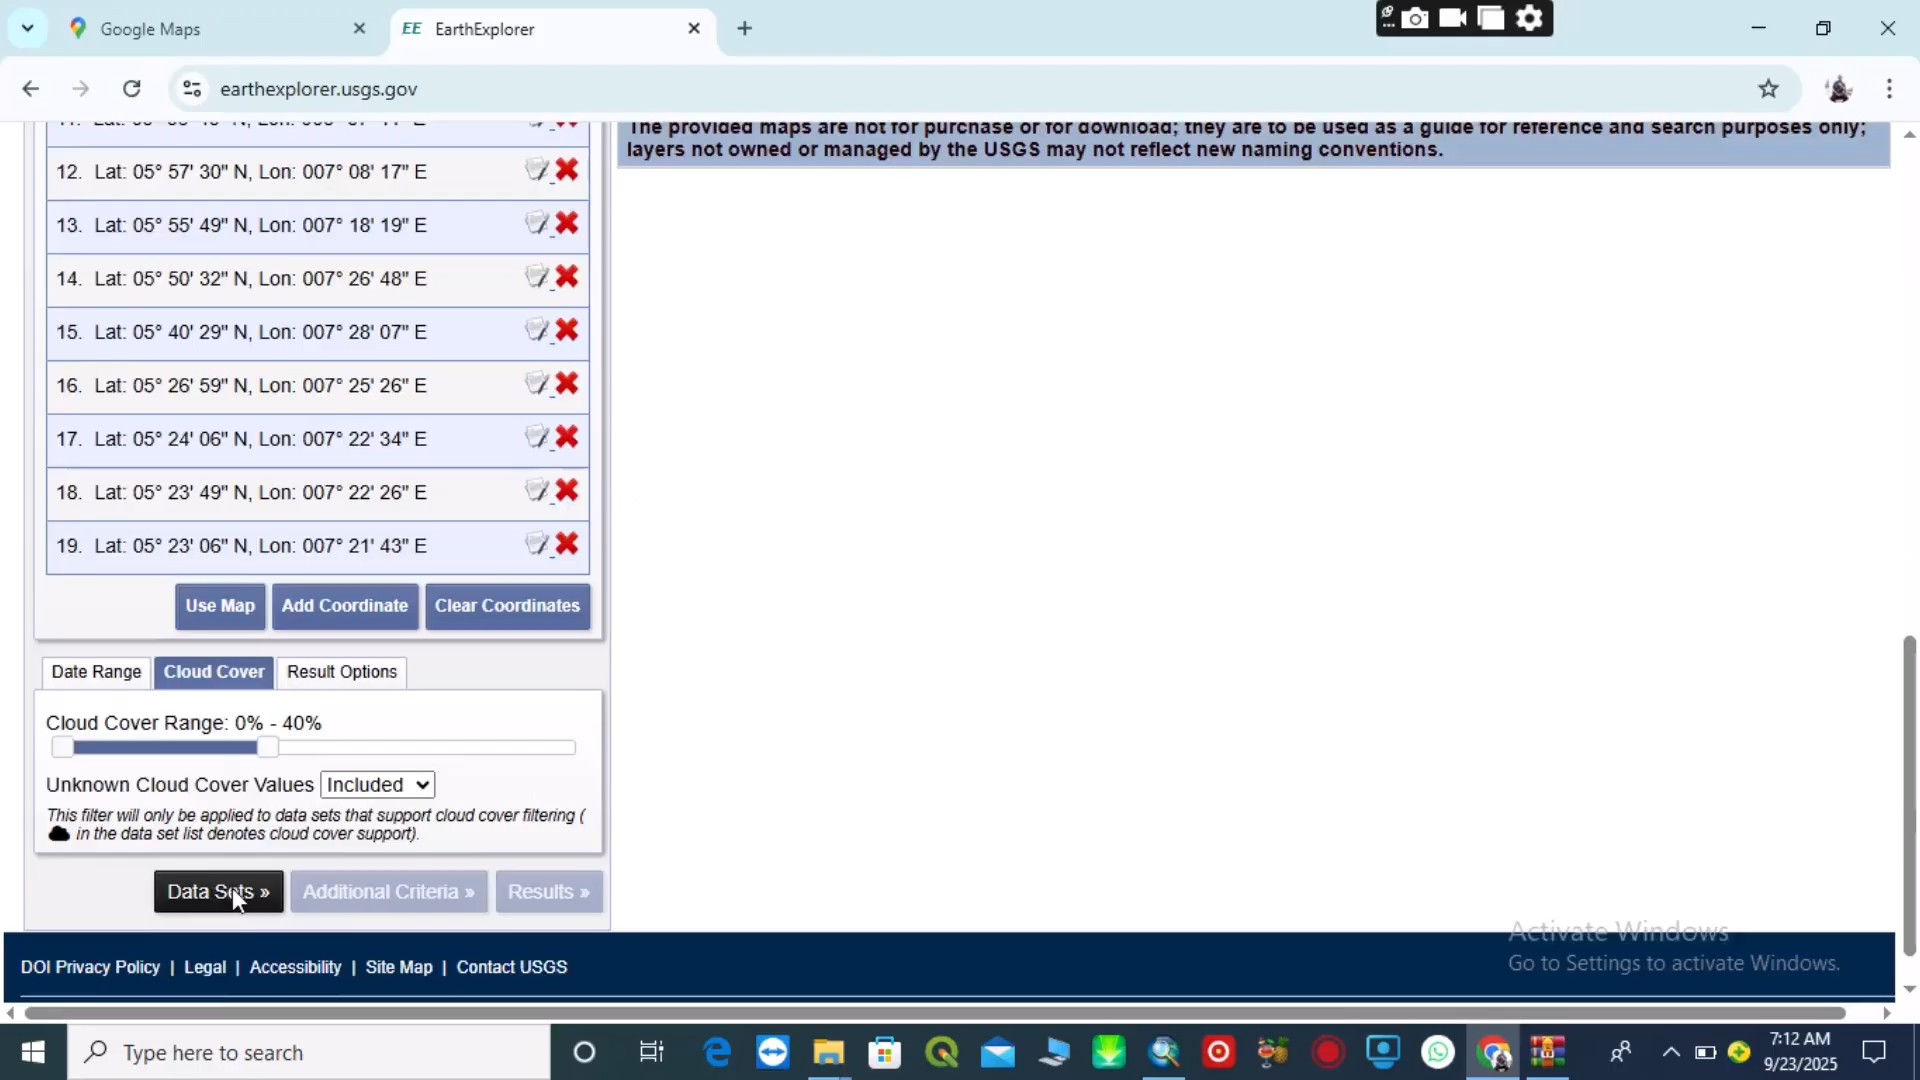 Google Maps
EE EarthExplorer
earthexplorer.usgs.gov
The provided maps are not for purchase or for download; they are to be used as a guide for reference and search purposes only;
layers not owned or managed by the USGS may not reflect new naming conventions.
12. Lat: 05° 57' 30" N, Lon: 007° 08' 17" E
13. Lat: 05° 55' 49" N, Lon: 007° 18' 19" E
14. Lat: 05° 50' 32" N, Lon: 007° 26' 48" E
15. Lat: 05° 40' 29" N, Lon: 007° 28' 07" E
16. Lat: 05° 26' 59" N, Lon: 007° 25' 26" E
17. Lat: 05° 24' 06" N, Lon: 007° 22' 34" E
18. Lat: 05° 23' 49" N, Lon: 007° 22' 26" E
19. Lat: 05° 23' 06" N, Lon: 007° 21' 43" E
Use Map Add Coordinate Clear Coordinates
Date Range Cloud Cover Result Options
Cloud Cover Range: 0% - 40%
Unknown Cloud Cover Values Included
This filter will only be applied to data sets that support cloud cover filtering (
in the data set list denotes cloud cover support).
Data Sets » Additional Criteria » Results »
Activate Windows
Go to Settings to activate Windows.
DOI Privacy Policy | Legal | Accessibility | Site Map | Contact USGS
Type here to search
7:12 AM
9/23/2025